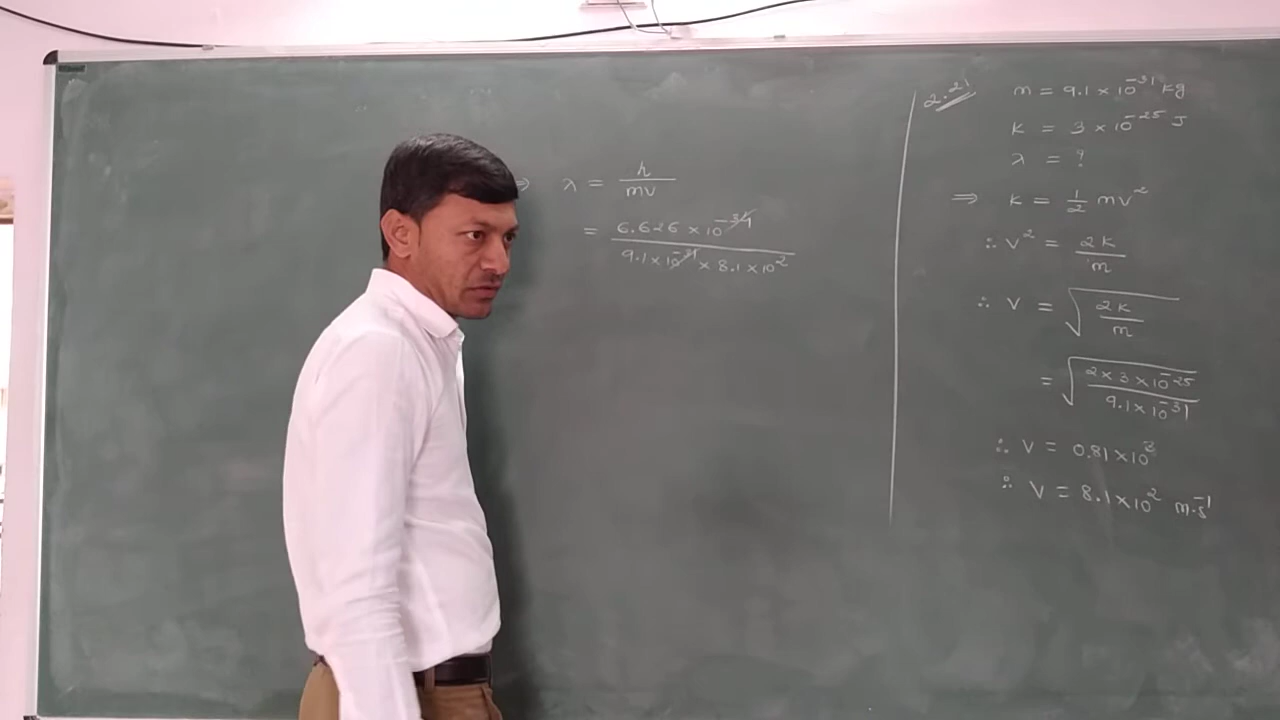 ⇒ λ = h/mv
= 6.626 × 10⁻³⁴ / 9.1 × 10⁻³¹ × 8.1 × 10²
2.21
m = 9.1 × 10⁻³¹ kg
K = 3 × 10⁻²⁵ J
λ = ?
⇒ K = 1/2 mv²
∴ v² = 2K/m
∴ v = √(2K/m)
= √(2 × 3 × 10⁻²⁵ / 9.1 × 10⁻³¹)
∴ v = 0.81 × 10³
∴ v = 8.1 × 10² m·s⁻¹